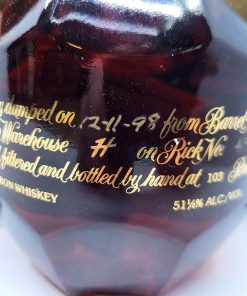 dumped on 12-11-98 from Barrel
Warehouse H on Rick No.
filtered and bottled by hand at 103
BON WHISKEY 51½% ALC/VOL